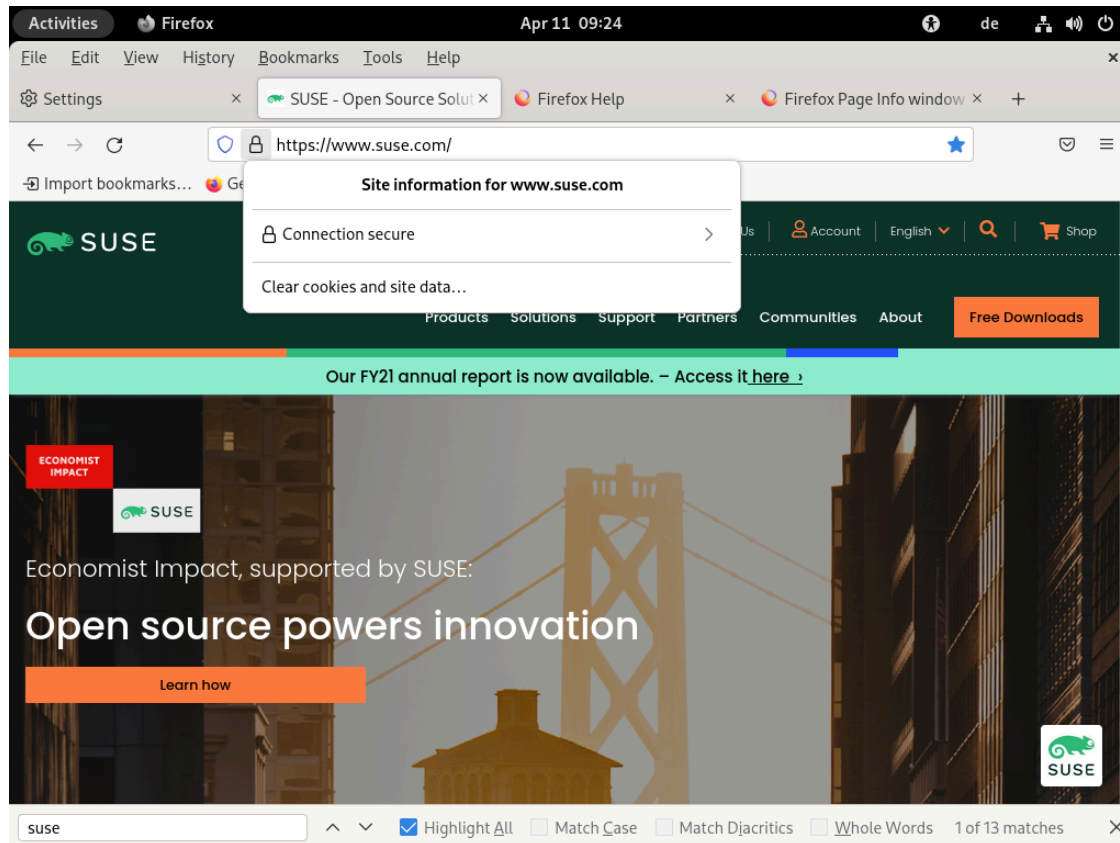 Activities Firefox Apr 11 09:24 de
File Edit View History Bookmarks Tools Help
Settings SUSE - Open Source Solut Firefox Help Firefox Page Info window
https://www.suse.com/
Import bookmarks... Ge
Site information for www.suse.com
Connection secure
Clear cookies and site data...
SUSE Us Account English Shop
Products Solutions Support Partners Communities About Free Downloads
Our FY21 annual report is now available. – Access it here ›
ECONOMIST
IMPACT
SUSE
Economist Impact, supported by SUSE:
Open source powers innovation
Learn how
SUSE
suse Highlight All Match Case Match Diacritics Whole Words 1 of 13 matches